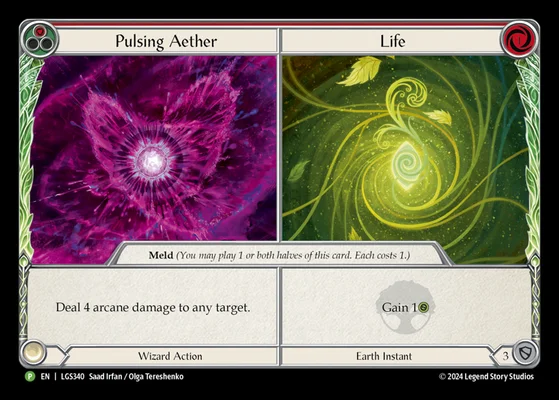 Pulsing Aether
Life
Meld (You may play 1 or both halves of this card. Each costs 1.)
Deal 4 arcane damage to any target.
Gain 1
Wizard Action
Earth Instant
3
P EN | LGS340 Saad Irfan / Olga Tereshenko
© 2024 Legend Story Studios